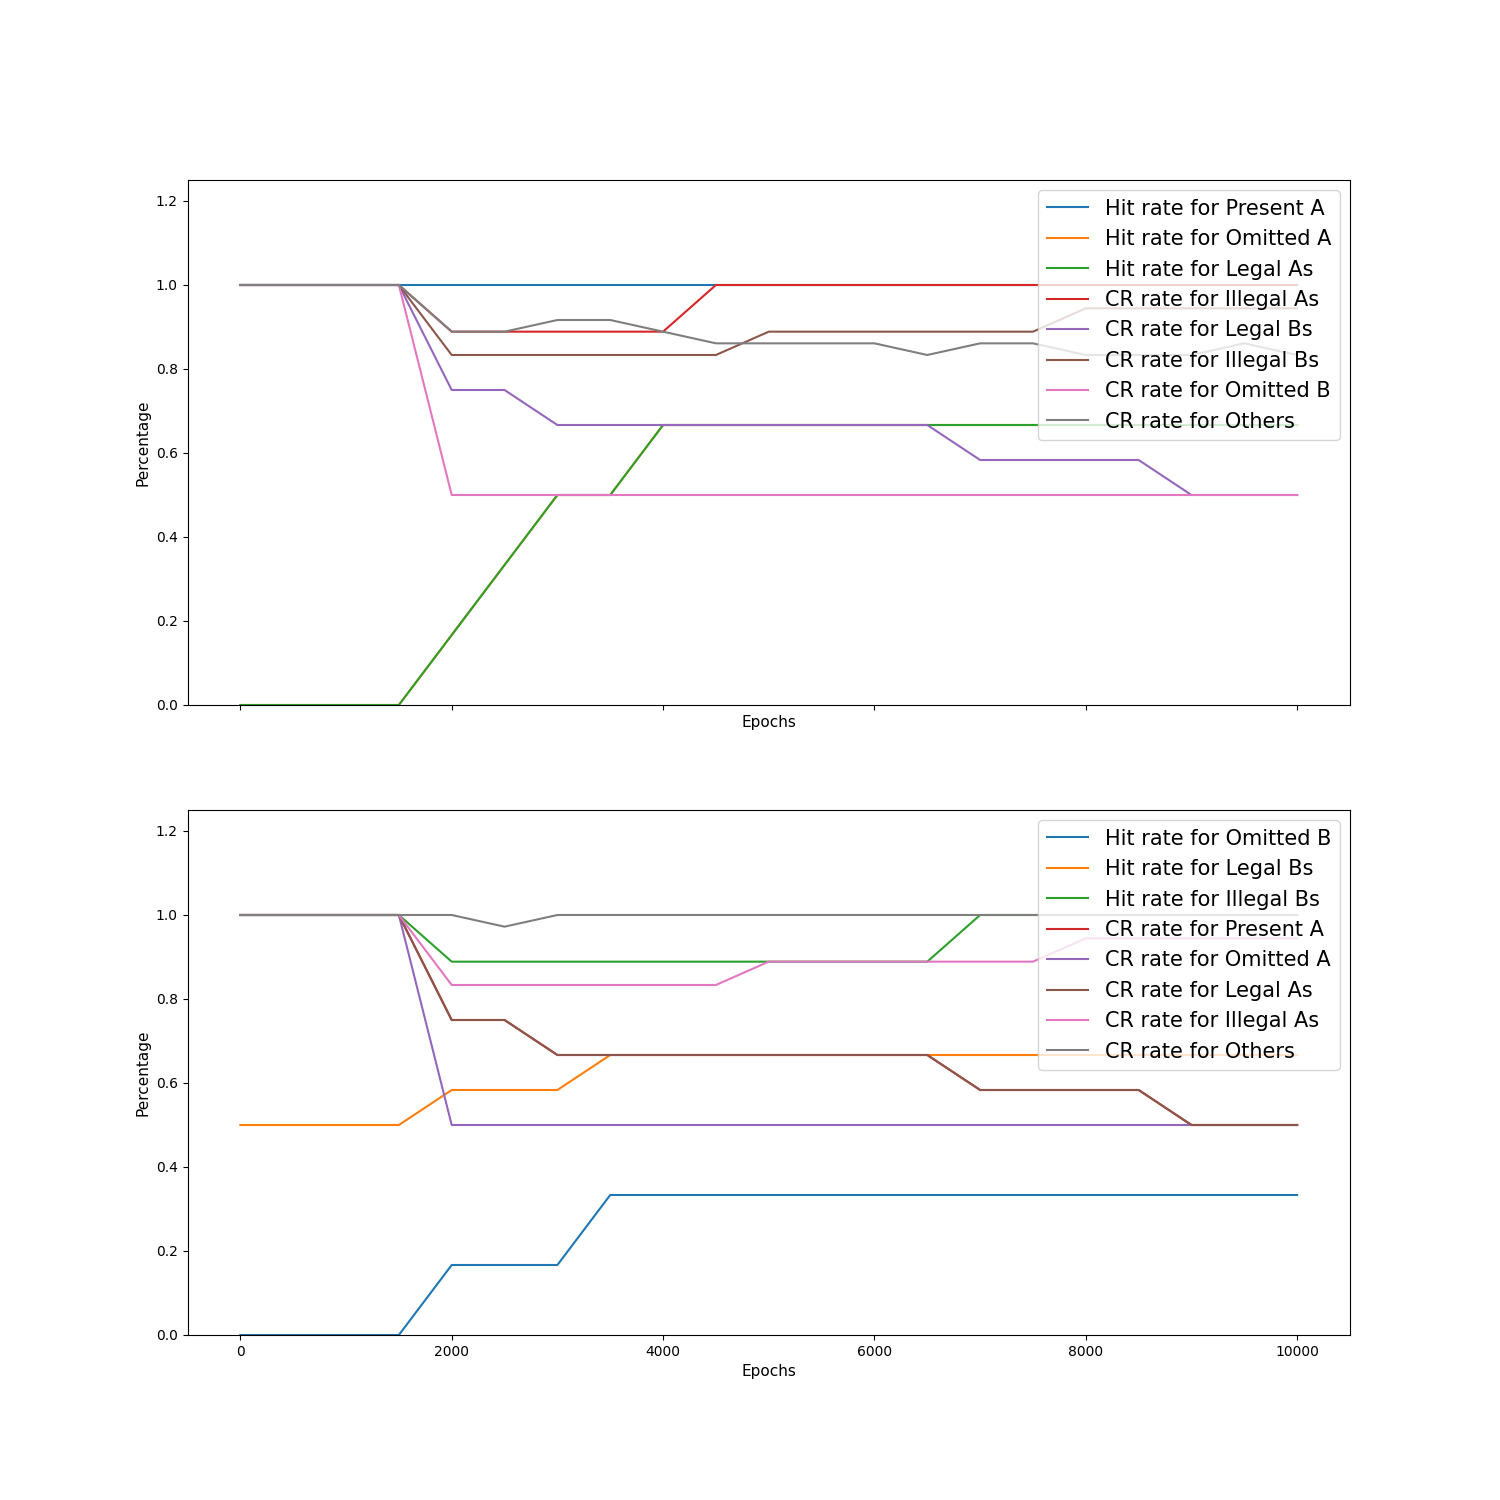 1.2
1.0
0.8
0.6
0.4
0.2
0.0
Percentage
Epochs
Hit rate for Present A
Hit rate for Omitted A
Hit rate for Legal As
CR rate for Illegal As
CR rate for Legal Bs
CR rate for Illegal Bs
CR rate for Omitted B
CR rate for Others
1.2
1.0
0.8
0.6
0.4
0.2
0.0
Percentage
0
2000
4000
6000
8000
10000
Epochs
Hit rate for Omitted B
Hit rate for Legal Bs
Hit rate for Illegal Bs
CR rate for Present A
CR rate for Omitted A
CR rate for Legal As
CR rate for Illegal As
CR rate for Others